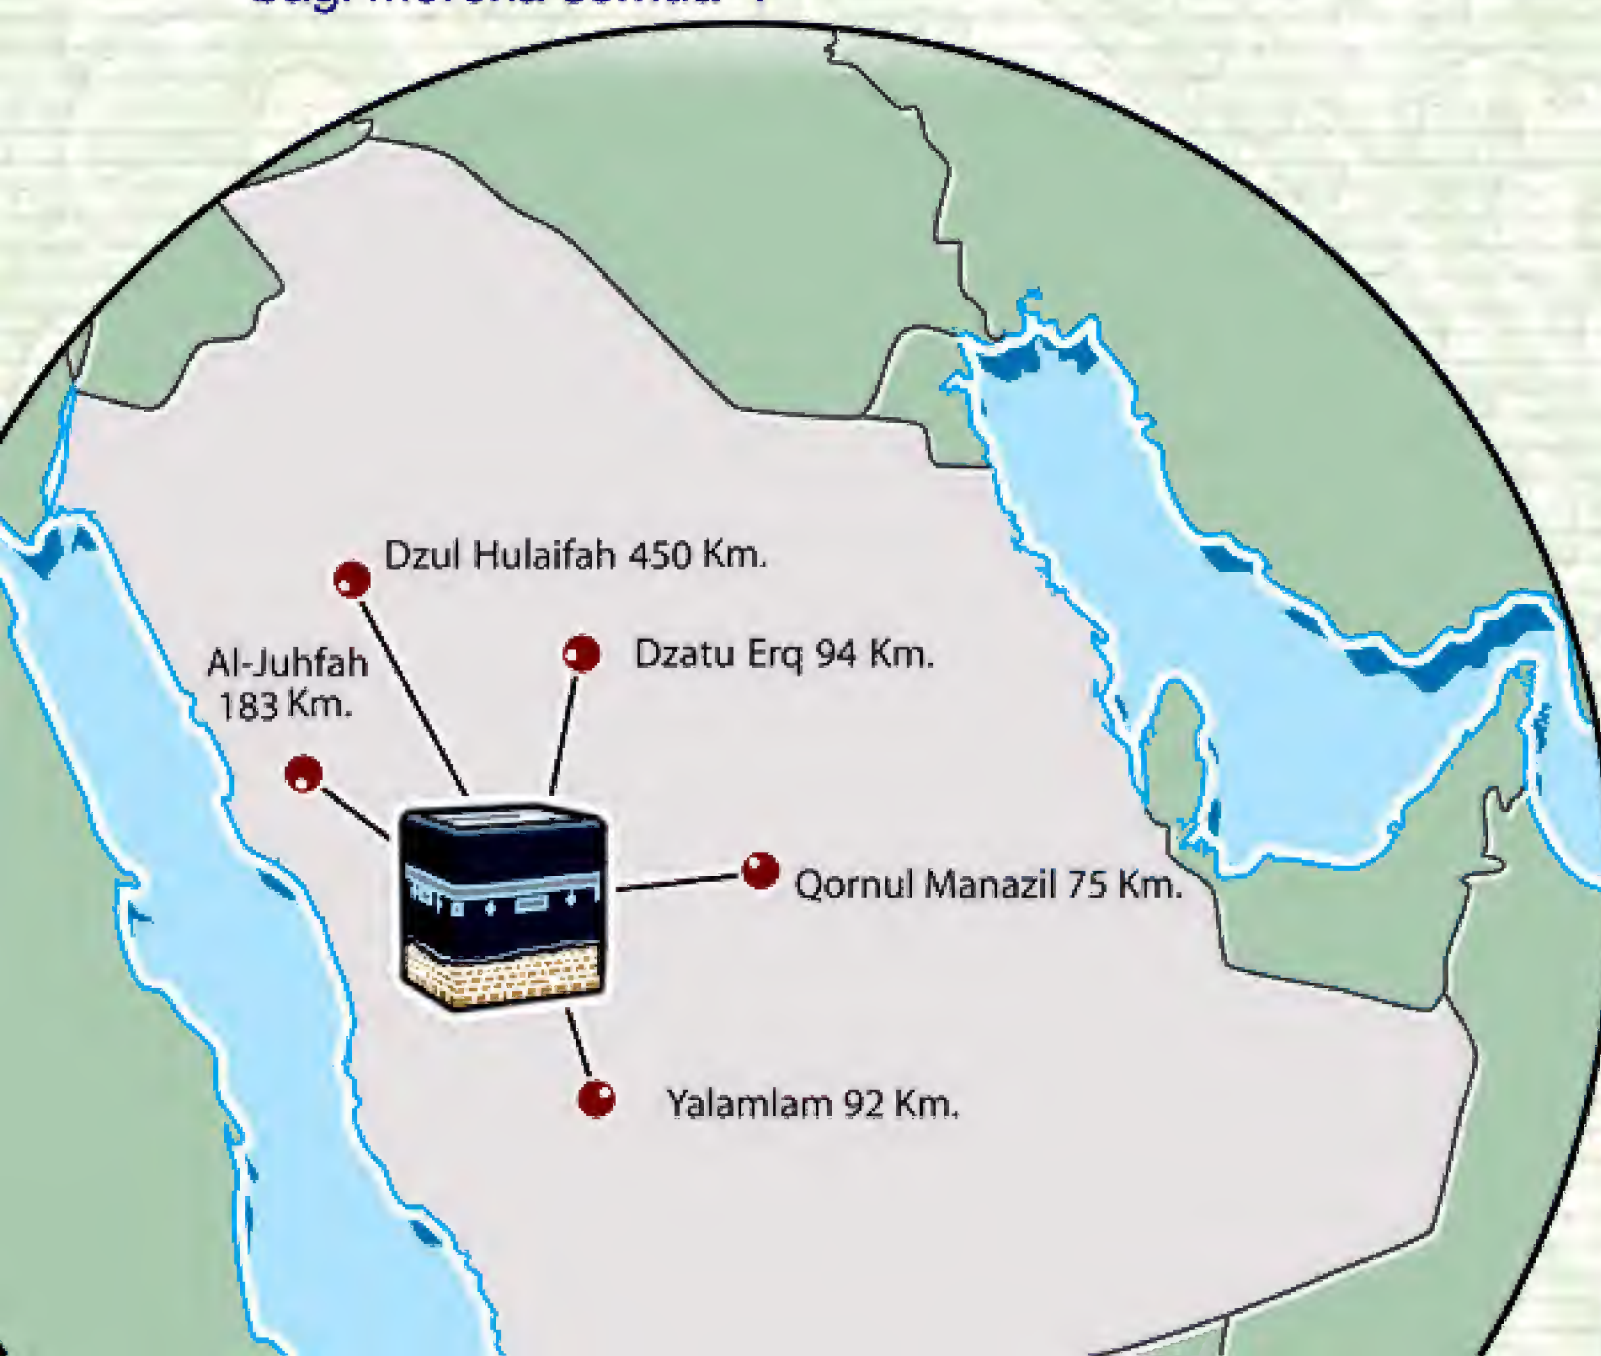 Dzul Hulaifah 450 Km.
Dzatu Erq 94 Km.
Al-Juhfah
183 Km.
Qornul Manazil 75 Km.
Yalamlam 92 Km.